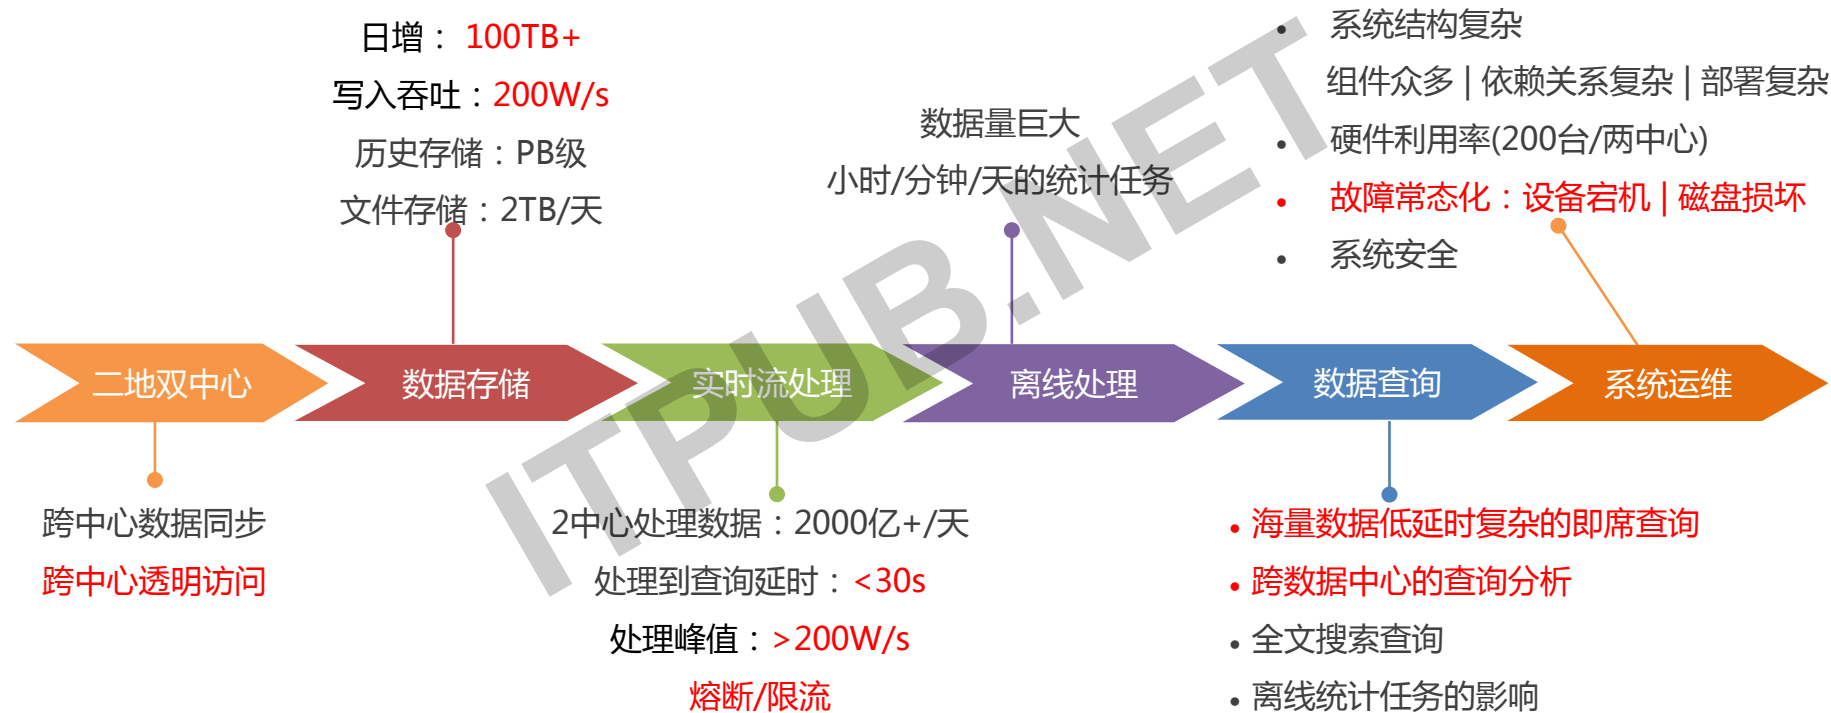 日增： 100TB+
写入吞吐：200W/s
历史存储：PB级
文件存储：2TB/天
数据量巨大
小时/分钟/天的统计任务
• 系统结构复杂
组件众多 | 依赖关系复杂 | 部署复杂
• 硬件利用率(200台/两中心)
• 故障常态化：设备宕机 | 磁盘损坏
• 系统安全
二地双中心
数据存储
实时流处理
离线处理
数据查询
系统运维
跨中心数据同步
跨中心透明访问
2中心处理数据：2000亿+/天
处理到查询延时：<30s
处理峰值：>200W/s
熔断/限流
• 海量数据低延时复杂的即席查询
• 跨数据中心的查询分析
• 全文搜索查询
• 离线统计任务的影响
ITPUB.NET